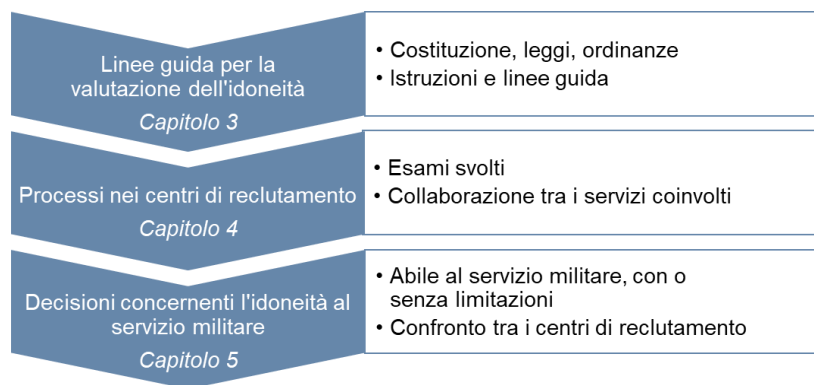 Linee guida per la
valutazione dell'idoneità
Capitolo 3
• Costituzione, leggi, ordinanze
• Istruzioni e linee guida
Processi nei centri di reclutamento
Capitolo 4
• Esami svolti
• Collaborazione tra i servizi coinvolti
Decisioni concernenti l'idoneità al
servizio militare
Capitolo 5
• Abile al servizio militare, con o
senza limitazioni
• Confronto tra i centri di reclutamento